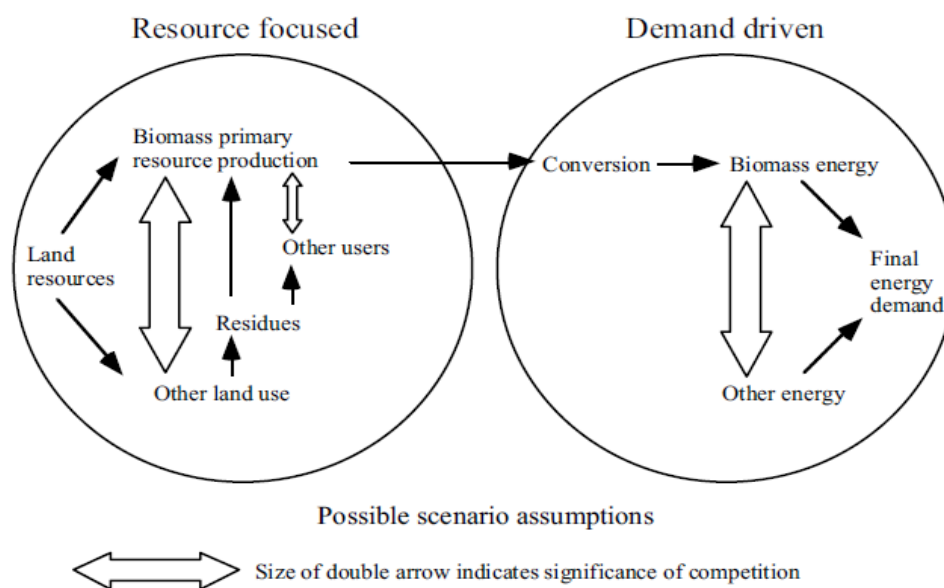 Resource focused
Demand driven
Biomass primary
resource production
Conversion
Biomass energy
Land
resources
Other users
Final
energy
demand
Residues
Other land use
Other energy
Possible scenario assumptions
Size of double arrow indicates significance of competition